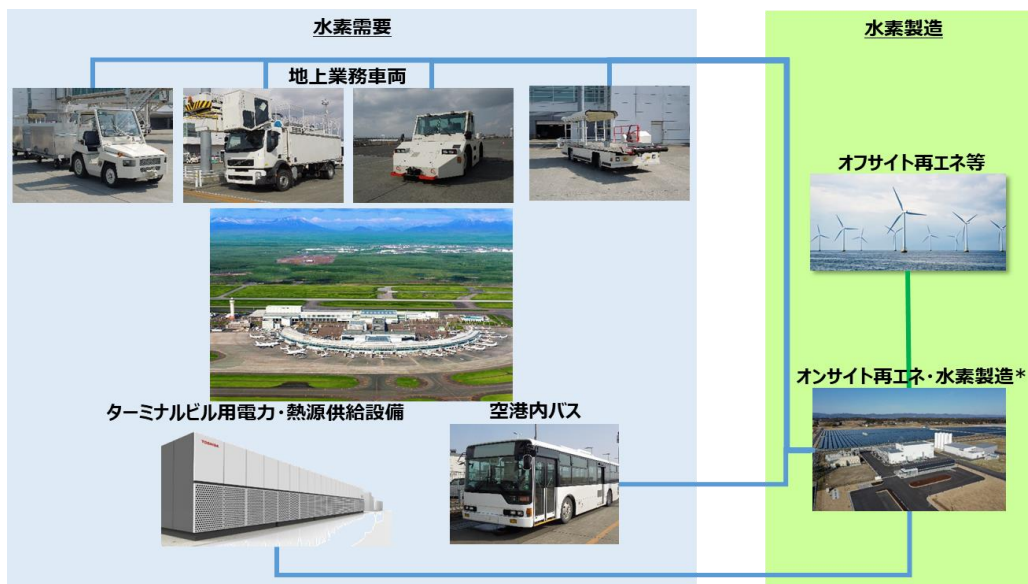 水素需要
水素製造
地上業務車両
オフサイト再エネ等
オンサイト再エネ・水素製造*
ターミナルビル用電力・熱源供給設備
空港内バス
TOSHIBA